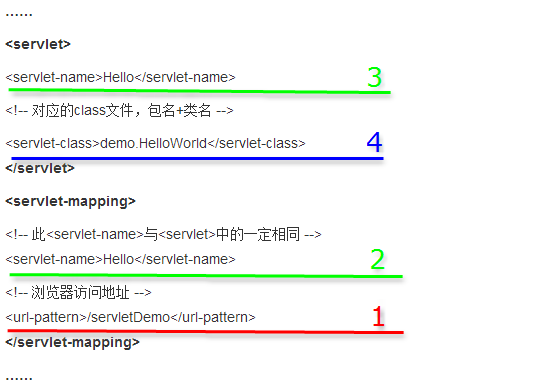 ......
<servlet>
<servlet-name>Hello</servlet-name> 3
<!-- 对应的class文件，包名+类名 -->
<servlet-class>demo.HelloWorld</servlet-class> 4
</servlet>
<servlet-mapping>
<!-- 此<servlet-name>与<servlet>中的一定相同 -->
<servlet-name>Hello</servlet-name> 2
<!-- 浏览器访问地址 -->
<url-pattern>/servletDemo</url-pattern> 1
</servlet-mapping>
......